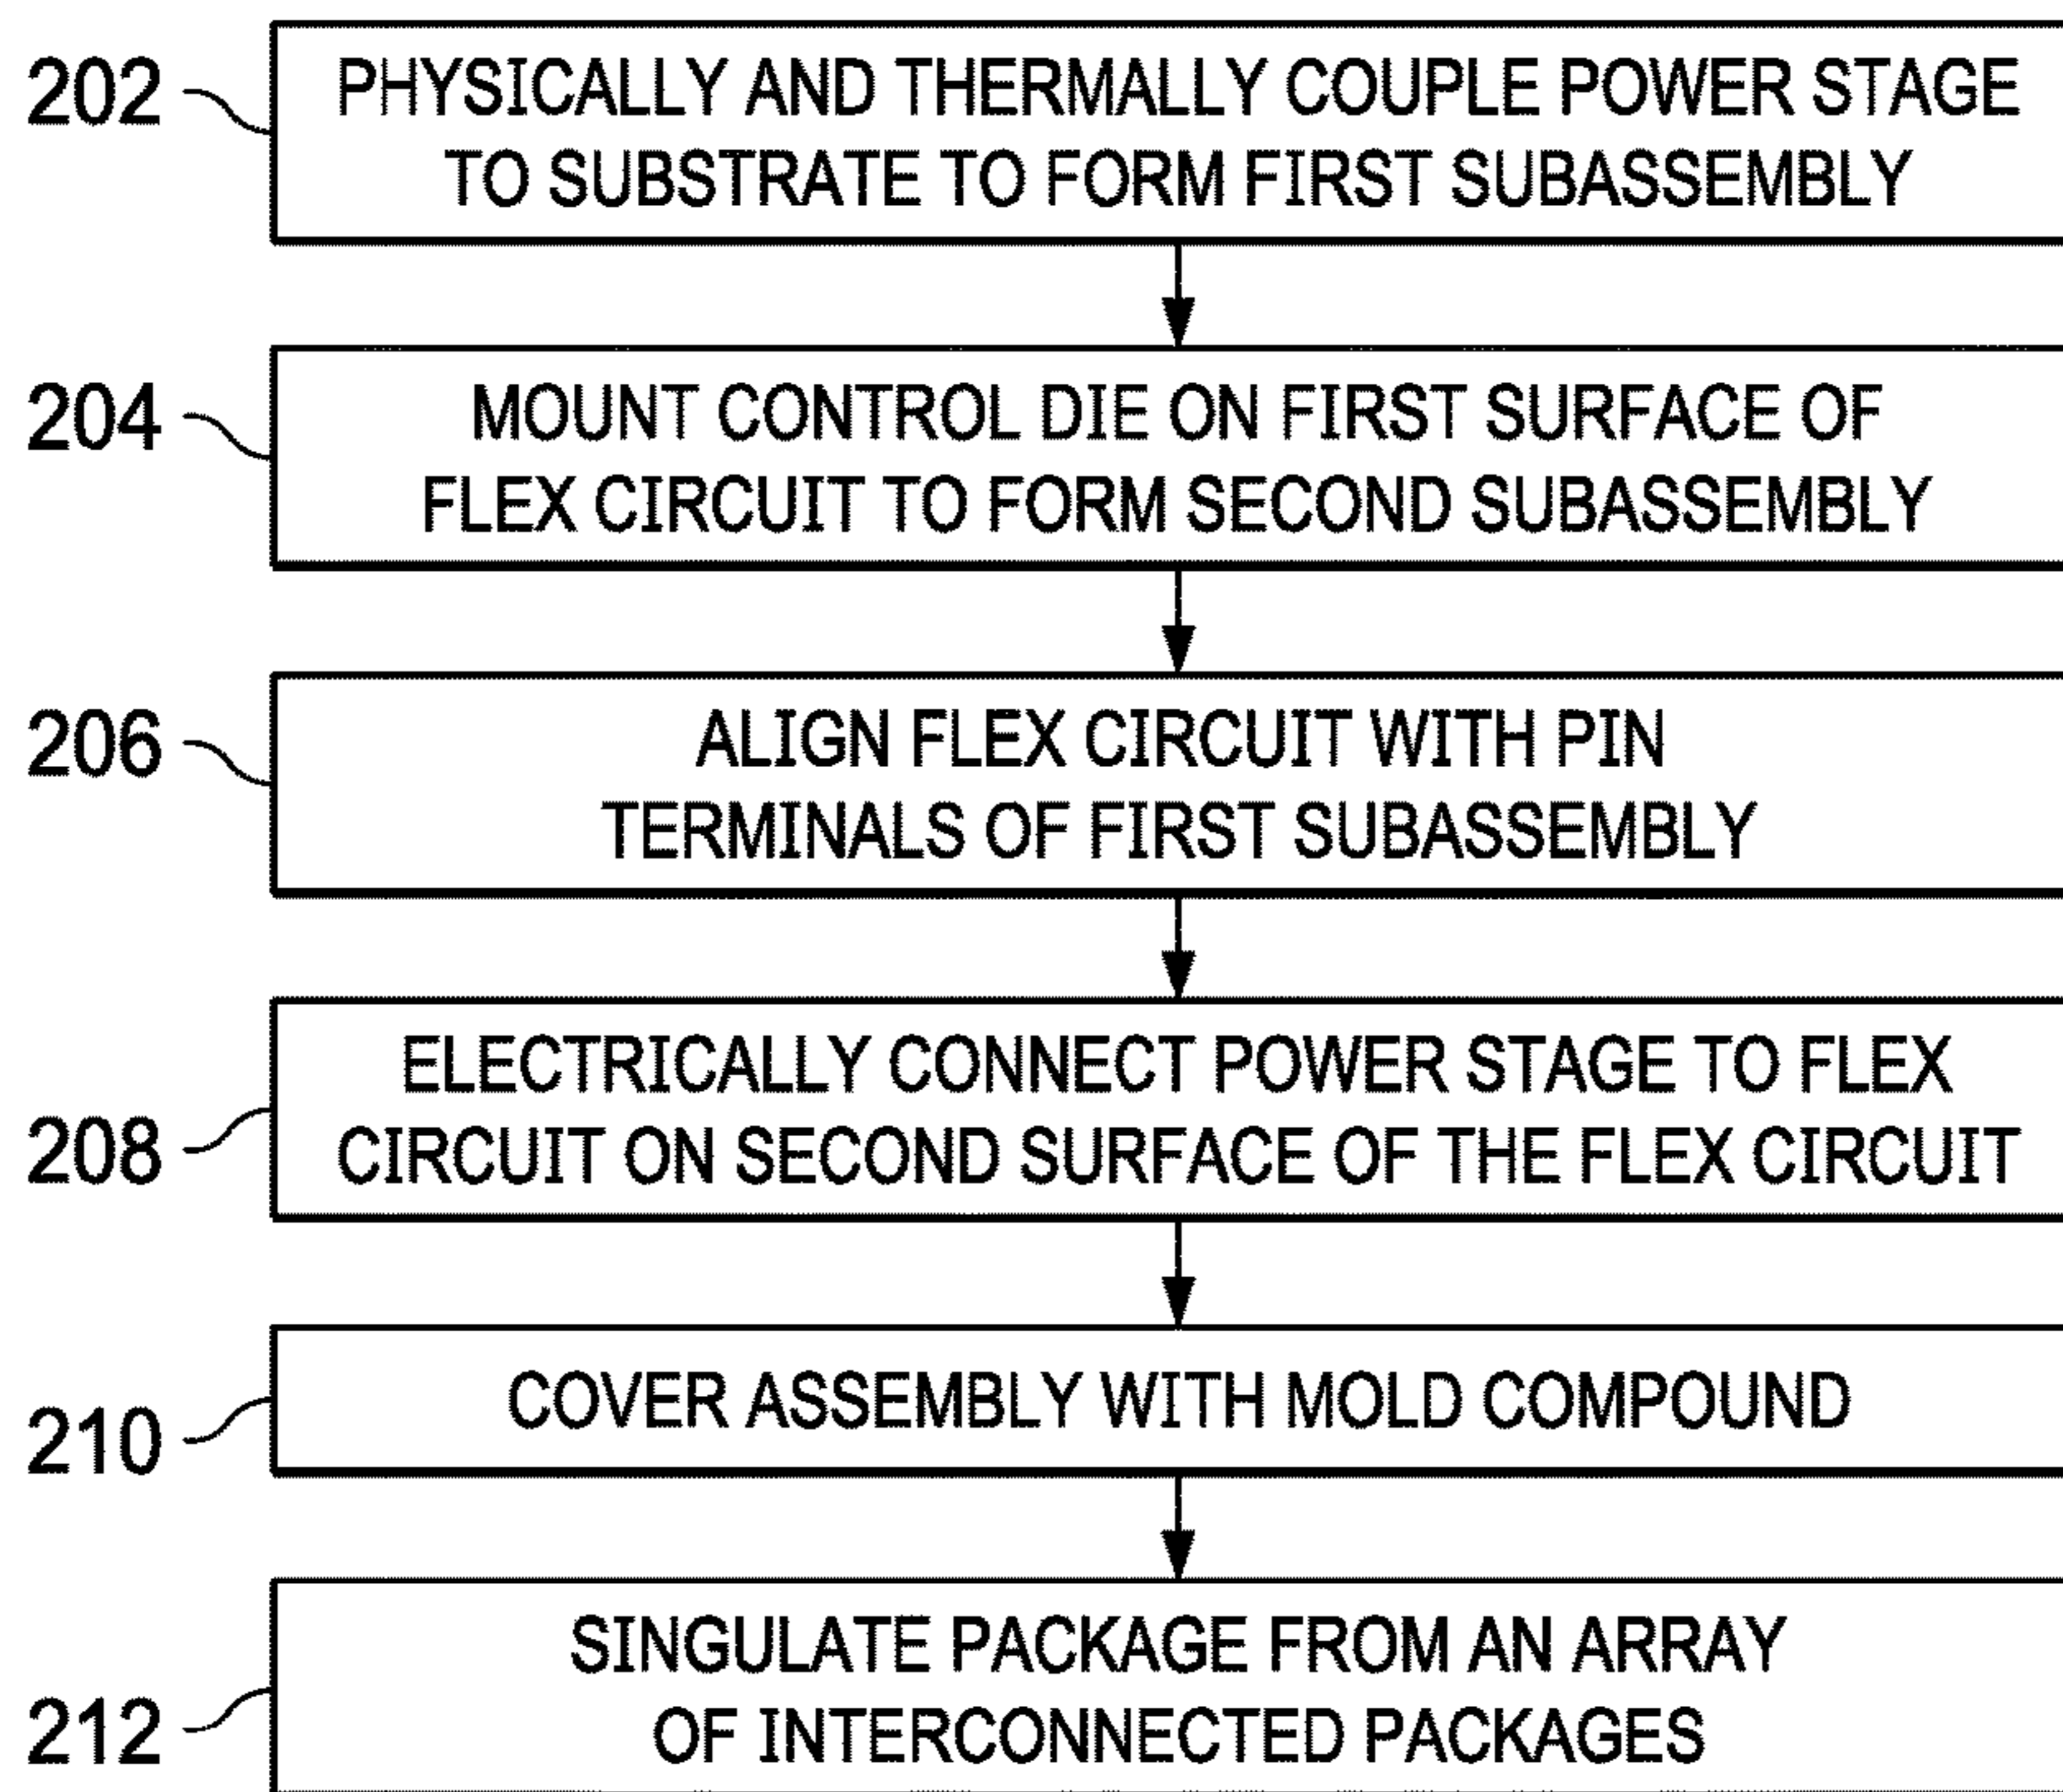 202
PHYSICALLY AND THERMALLY COUPLE POWER STAGE
TO SUBSTRATE TO FORM FIRST SUBASSEMBLY
204
MOUNT CONTROL DIE ON FIRST SURFACE OF
FLEX CIRCUIT TO FORM SECOND SUBASSEMBLY
206
ALIGN FLEX CIRCUIT WITH PIN
TERMINALS OF FIRST SUBASSEMBLY
208
ELECTRICALLY CONNECT POWER STAGE TO FLEX
CIRCUIT ON SECOND SURFACE OF THE FLEX CIRCUIT
210
COVER ASSEMBLY WITH MOLD COMPOUND
212
SINGULATE PACKAGE FROM AN ARRAY
OF INTERCONNECTED PACKAGES